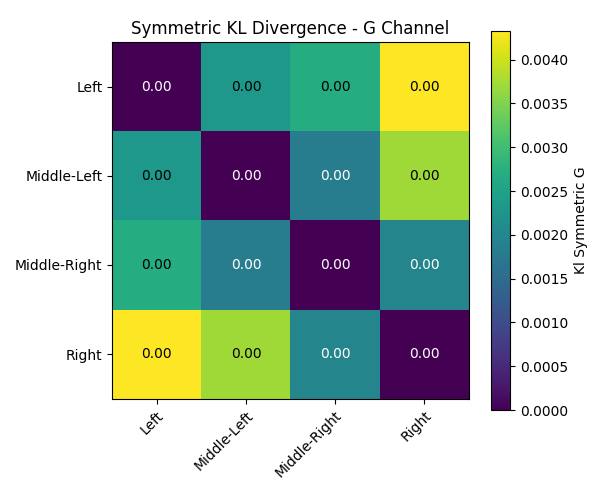 Symmetric KL Divergence - G Channel
Left 0.00 0.00 0.00 0.00
Middle-Left 0.00 0.00 0.00 0.00
Middle-Right 0.00 0.00 0.00 0.00
Right 0.00 0.00 0.00 0.00
Left Middle-Left Middle-Right Right
0.0040
0.0035
0.0030
0.0025
0.0020
0.0015
0.0010
0.0005
0.0000
Kl Symmetric G